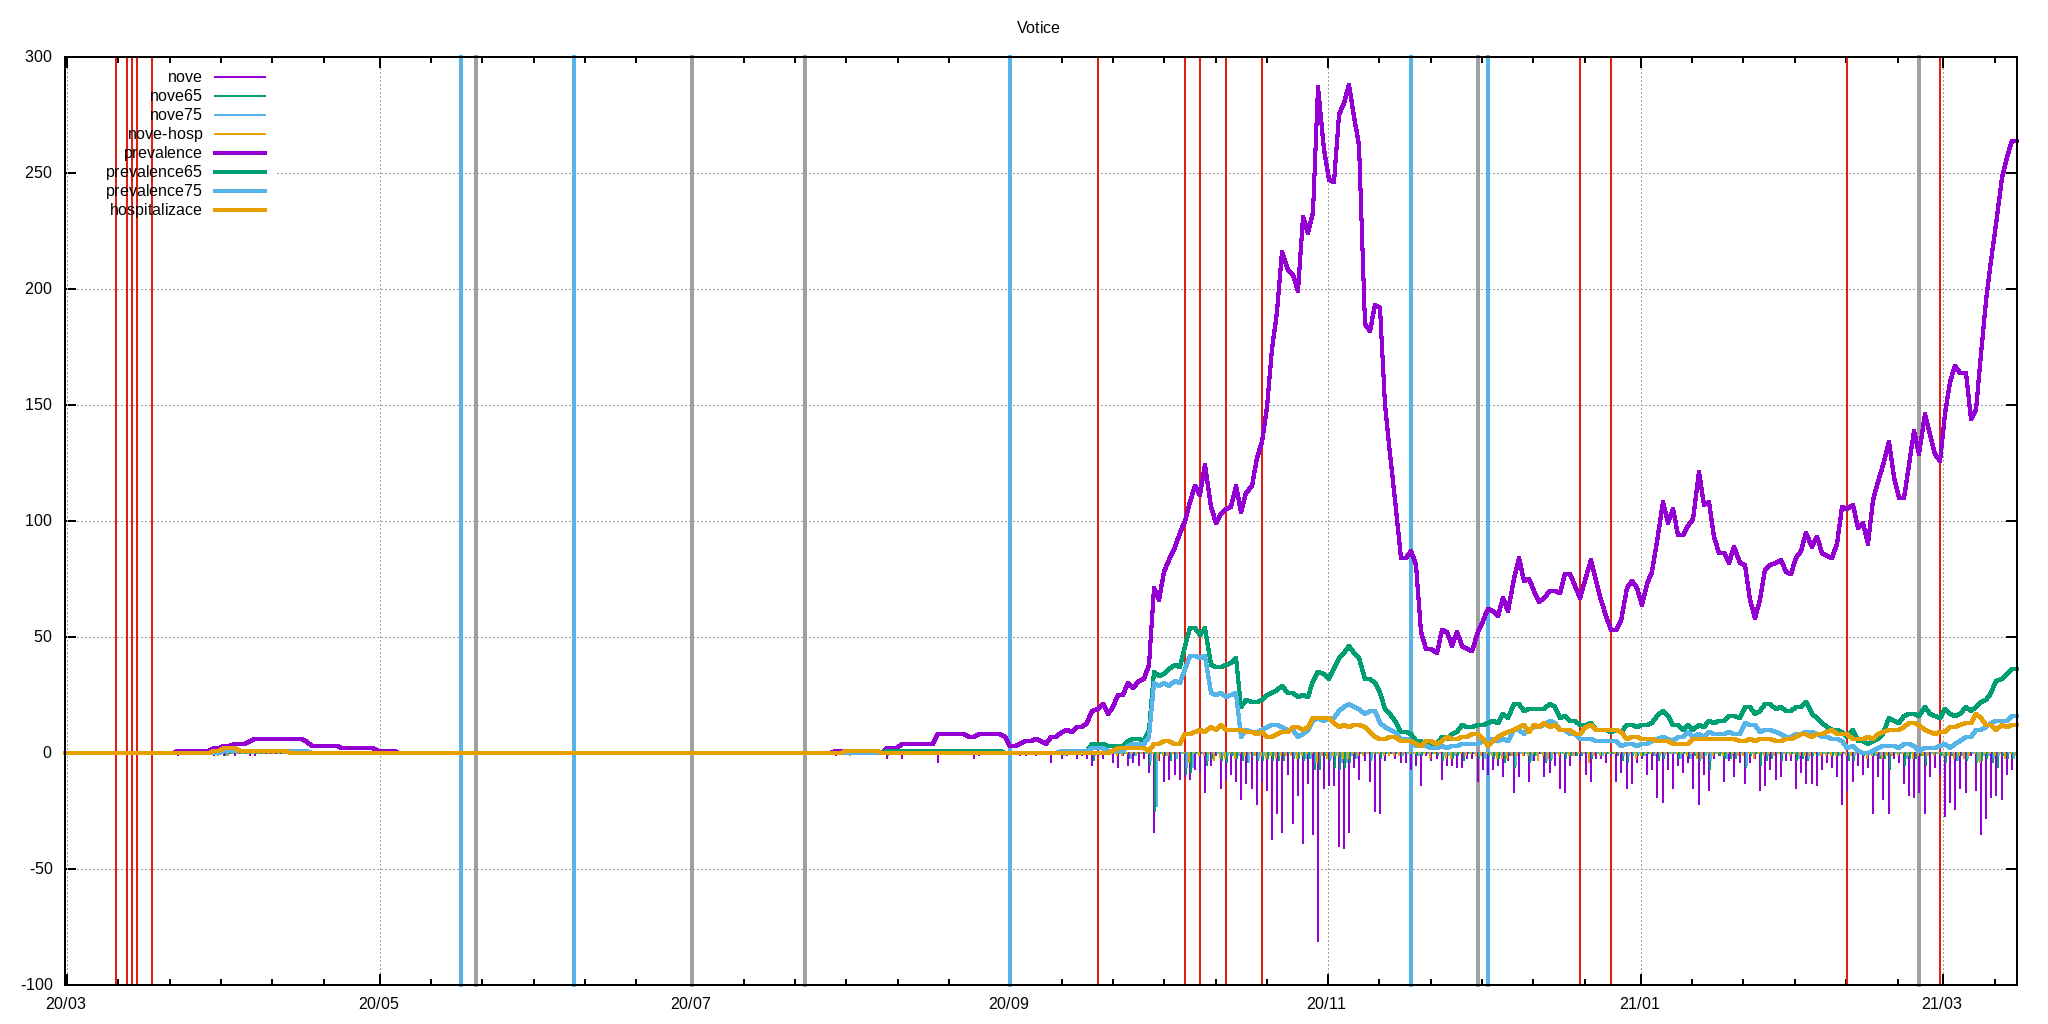 Votice
300
250
200
150
100
50
0
-50
-100
nove
nove65
nove75
nove-hosp
prevalence
prevalence65
prevalence75
hospitalizace
20/03 20/05 20/07 20/09 20/11 21/01 21/03